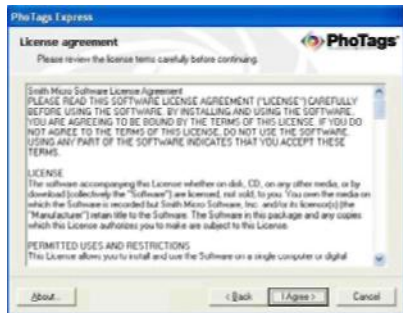 PhoTags Express
License agreement
Please review the license terms carefully before continuing.
PhoTags
Smith Micro Software License Agreement
PLEASE READ THIS SOFTWARE LICENSE AGREEMENT ("LICENSE") CAREFULLY
BEFORE USING THE SOFTWARE. BY INSTALLING AND USING THE SOFTWARE,
YOU ARE AGREEING TO BE BOUND BY THE TERMS OF THIS LICENSE. IF YOU DO
NOT AGREE TO THE TERMS OF THIS LICENSE, DO NOT USE THE SOFTWARE.
USING ANY PART OF THE SOFTWARE INDICATES THAT YOU ACCEPT THESE
TERMS.
LICENSE
The software accompanying this License whether on disk, CD, on any other media, or by
download (collectively the "Software") are licensed, not sold, to you. You own the media on
which the Software is recorded but Smith Micro Software, Inc. and/or its licensor(s) (the
"Manufacturer") retain title to the Software. The Software in this package and any copies
which this License authorizes you to make are subject to this License.
PERMITTED USES AND RESTRICTIONS
This License allows you to install and use the Software on a single computer or digital
About...
< Back
I Agree >
Cancel